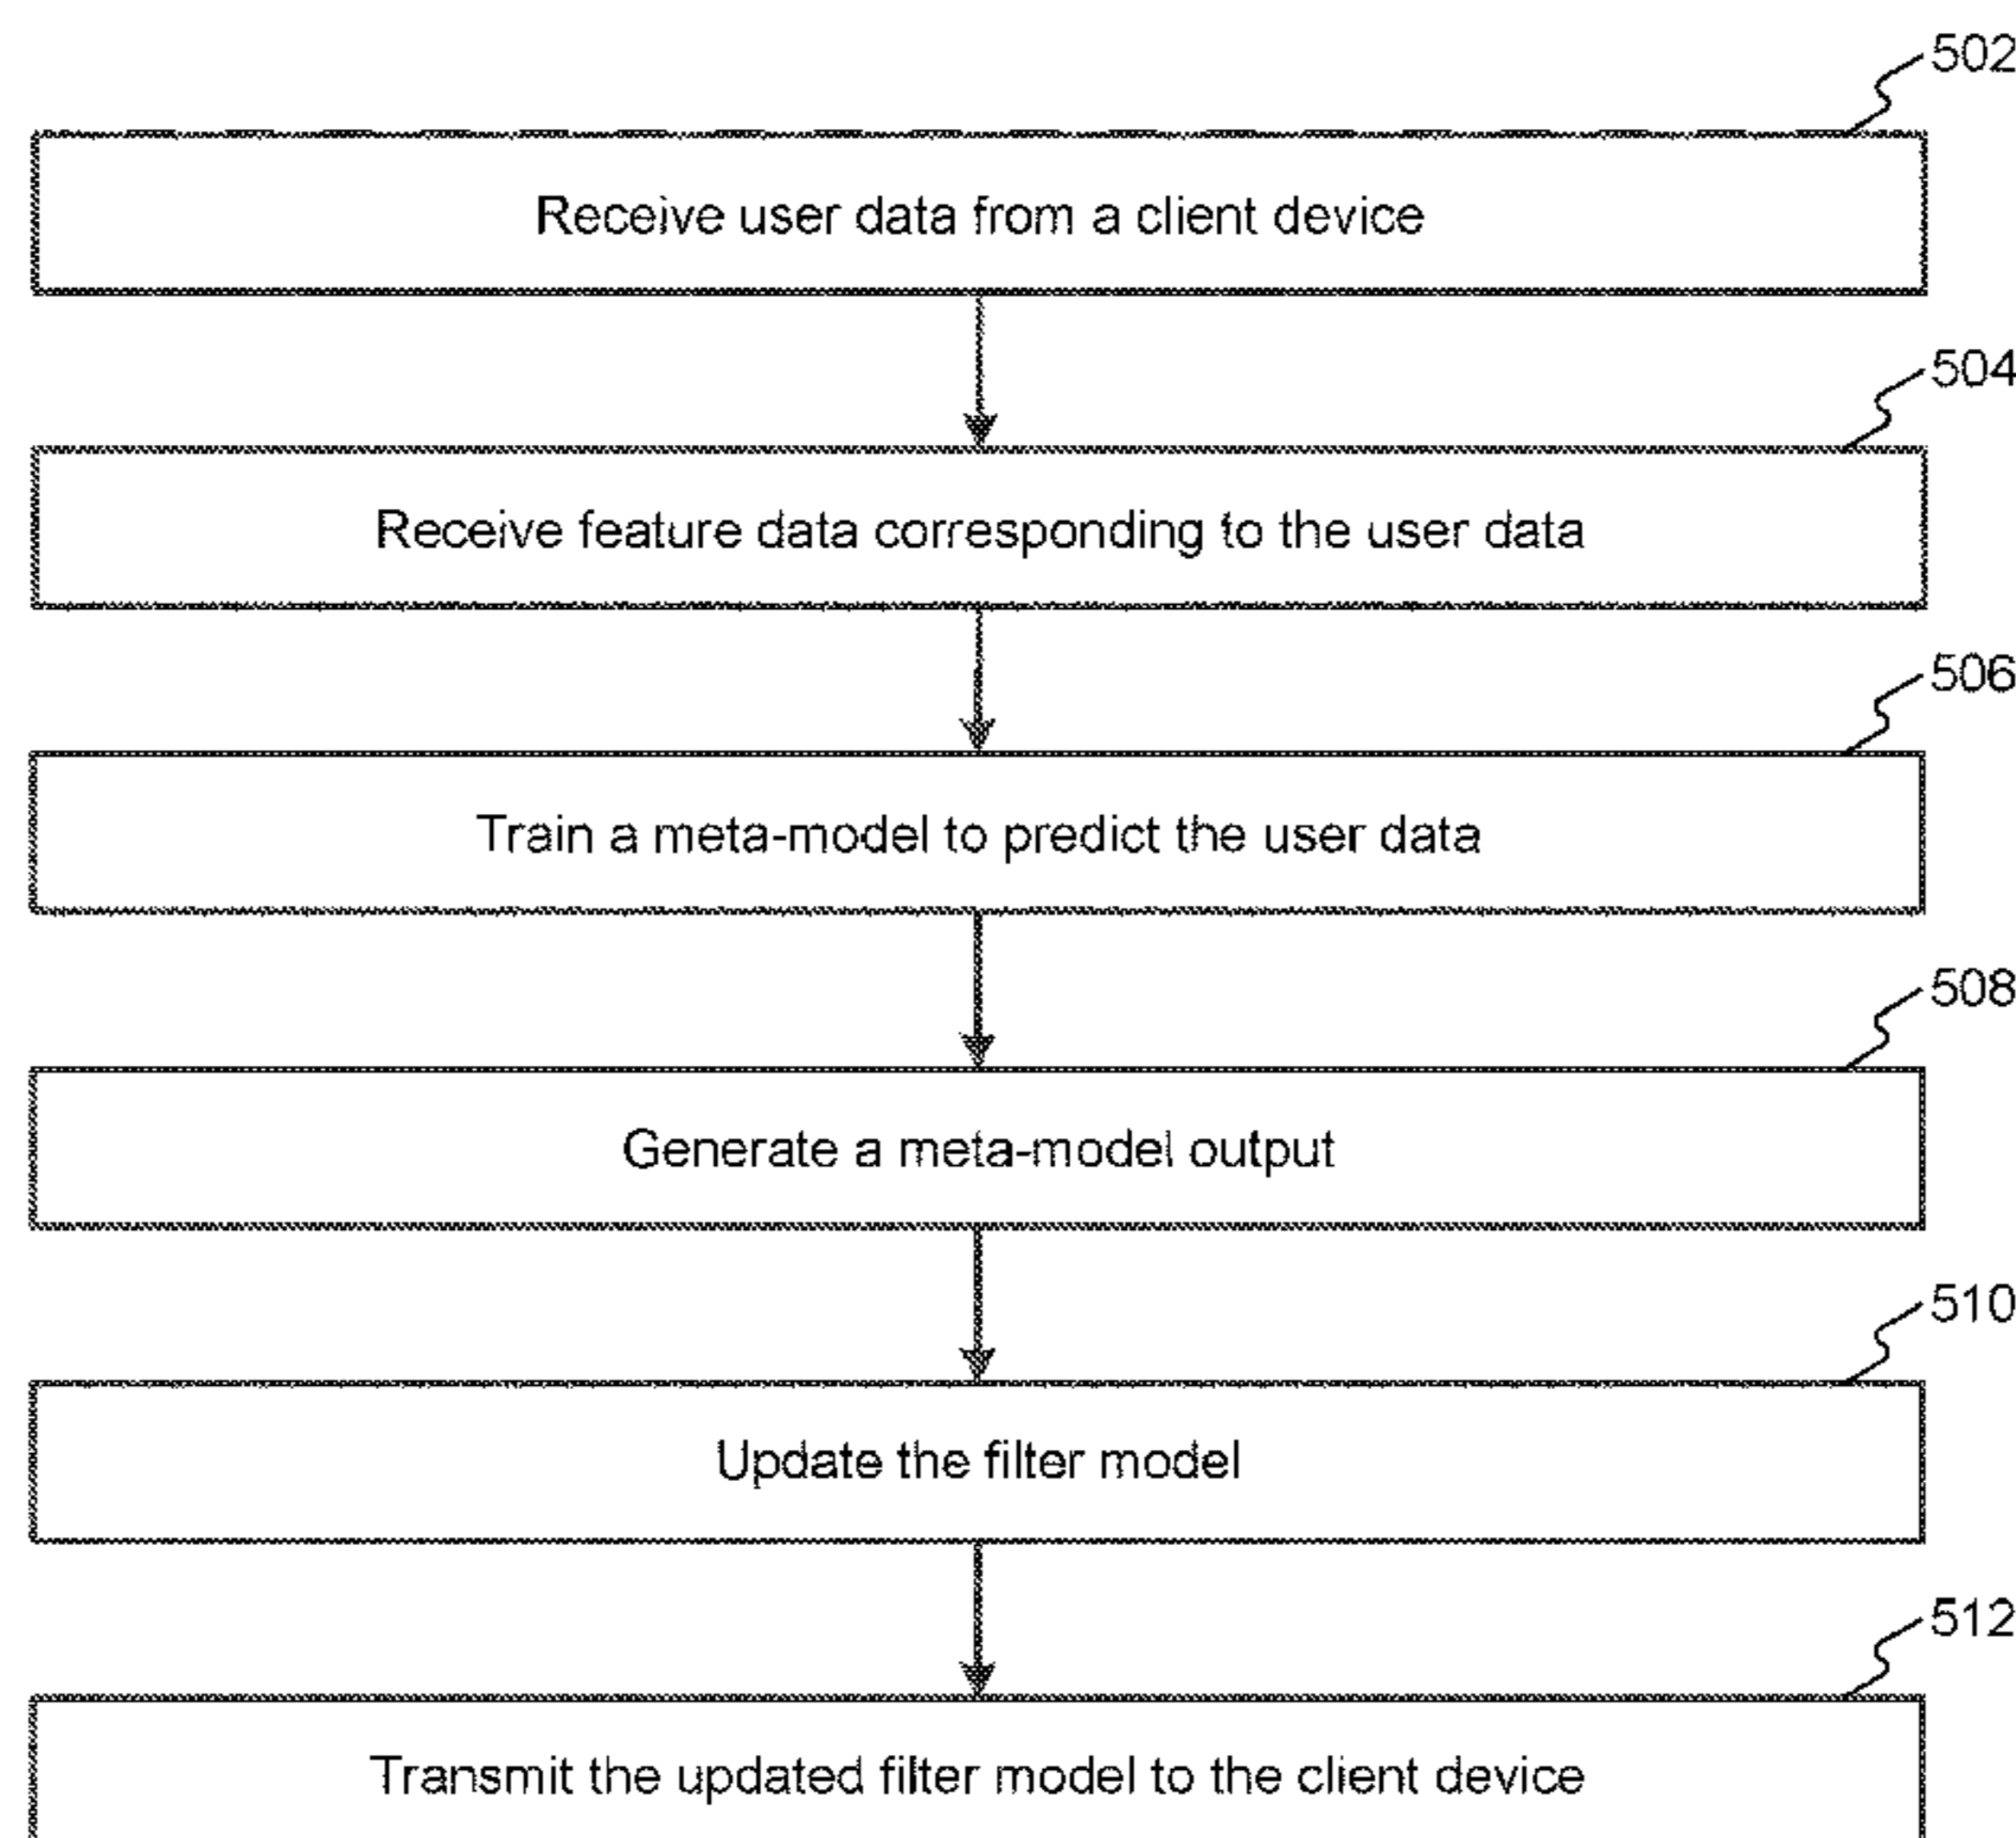 502
Receive user data from a client device
504
Receive feature data corresponding to the user data
506
Train a meta-model to predict the user data
508
Generate a meta-model output
510
Update the filter model
512
Transmit the updated filter model to the client device